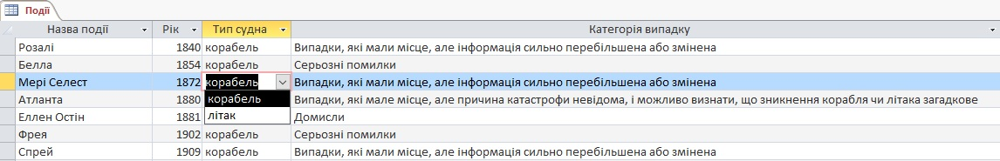 Події
Назва події Рік Тип судна Категорія випадку
Розалі 1840 корабель Випадки, які мали місце, але інформація сильно перебільшена або змінена
Белла 1854 корабель Серьозні помилки
Мері Селест 1872 корабель Випадки, які мали місце, але інформація сильно перебільшена або змінена
Атланта 1880 корабель Випадки, які мали місце, але причина катастрофи невідома, і можливо визнати, що зникнення корабля чи літака загадкове
Еллен Остін 1881 літак Домисли
Фрея 1902 корабель Серьозні помилки
Спрей 1909 корабель Випадки, які мали місце, але інформація сильно перебільшена або змінена